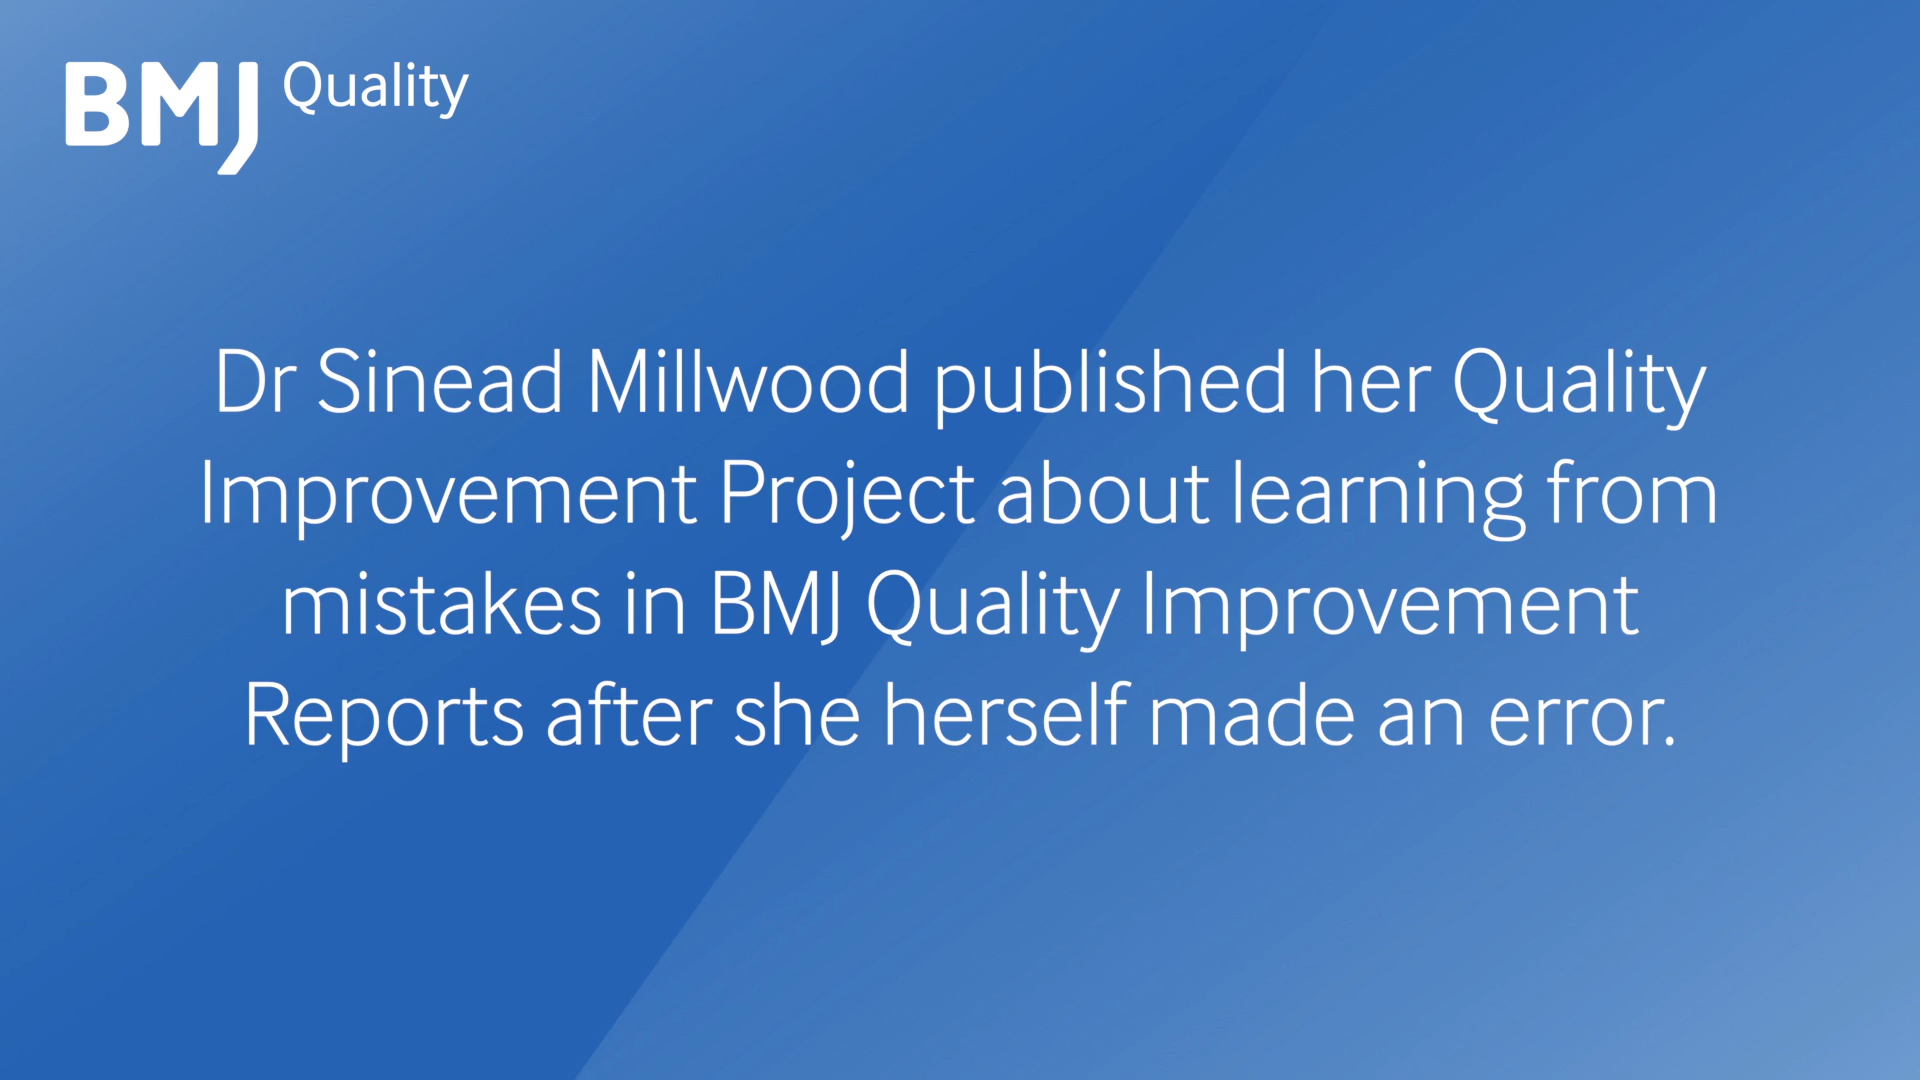 BMJ Quality
Dr Sinead Millwood published her Quality
Improvement Project about learning from
mistakes in BMJ Quality Improvement
Reports after she herself made an error.